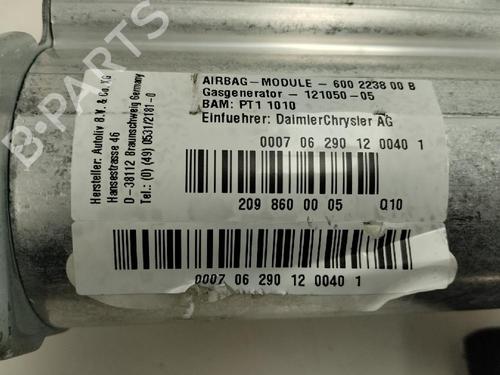 Hersteller: Autoliv B.V. & Co. KG
Hansestrasse 46
D-38112 Braunschweig Germany
Tel.: (0) (49) 0531/2181-0
AIRBAG-MODULE - 600 2238 00 B
Gasgenerator - 121050-05
BAM: PT1 1010
Einfuehrer: DaimlerChrysler AG
0007 06 290 12 0040 1
209 860 00 05 Q10
0007 06 290 12 0040 1